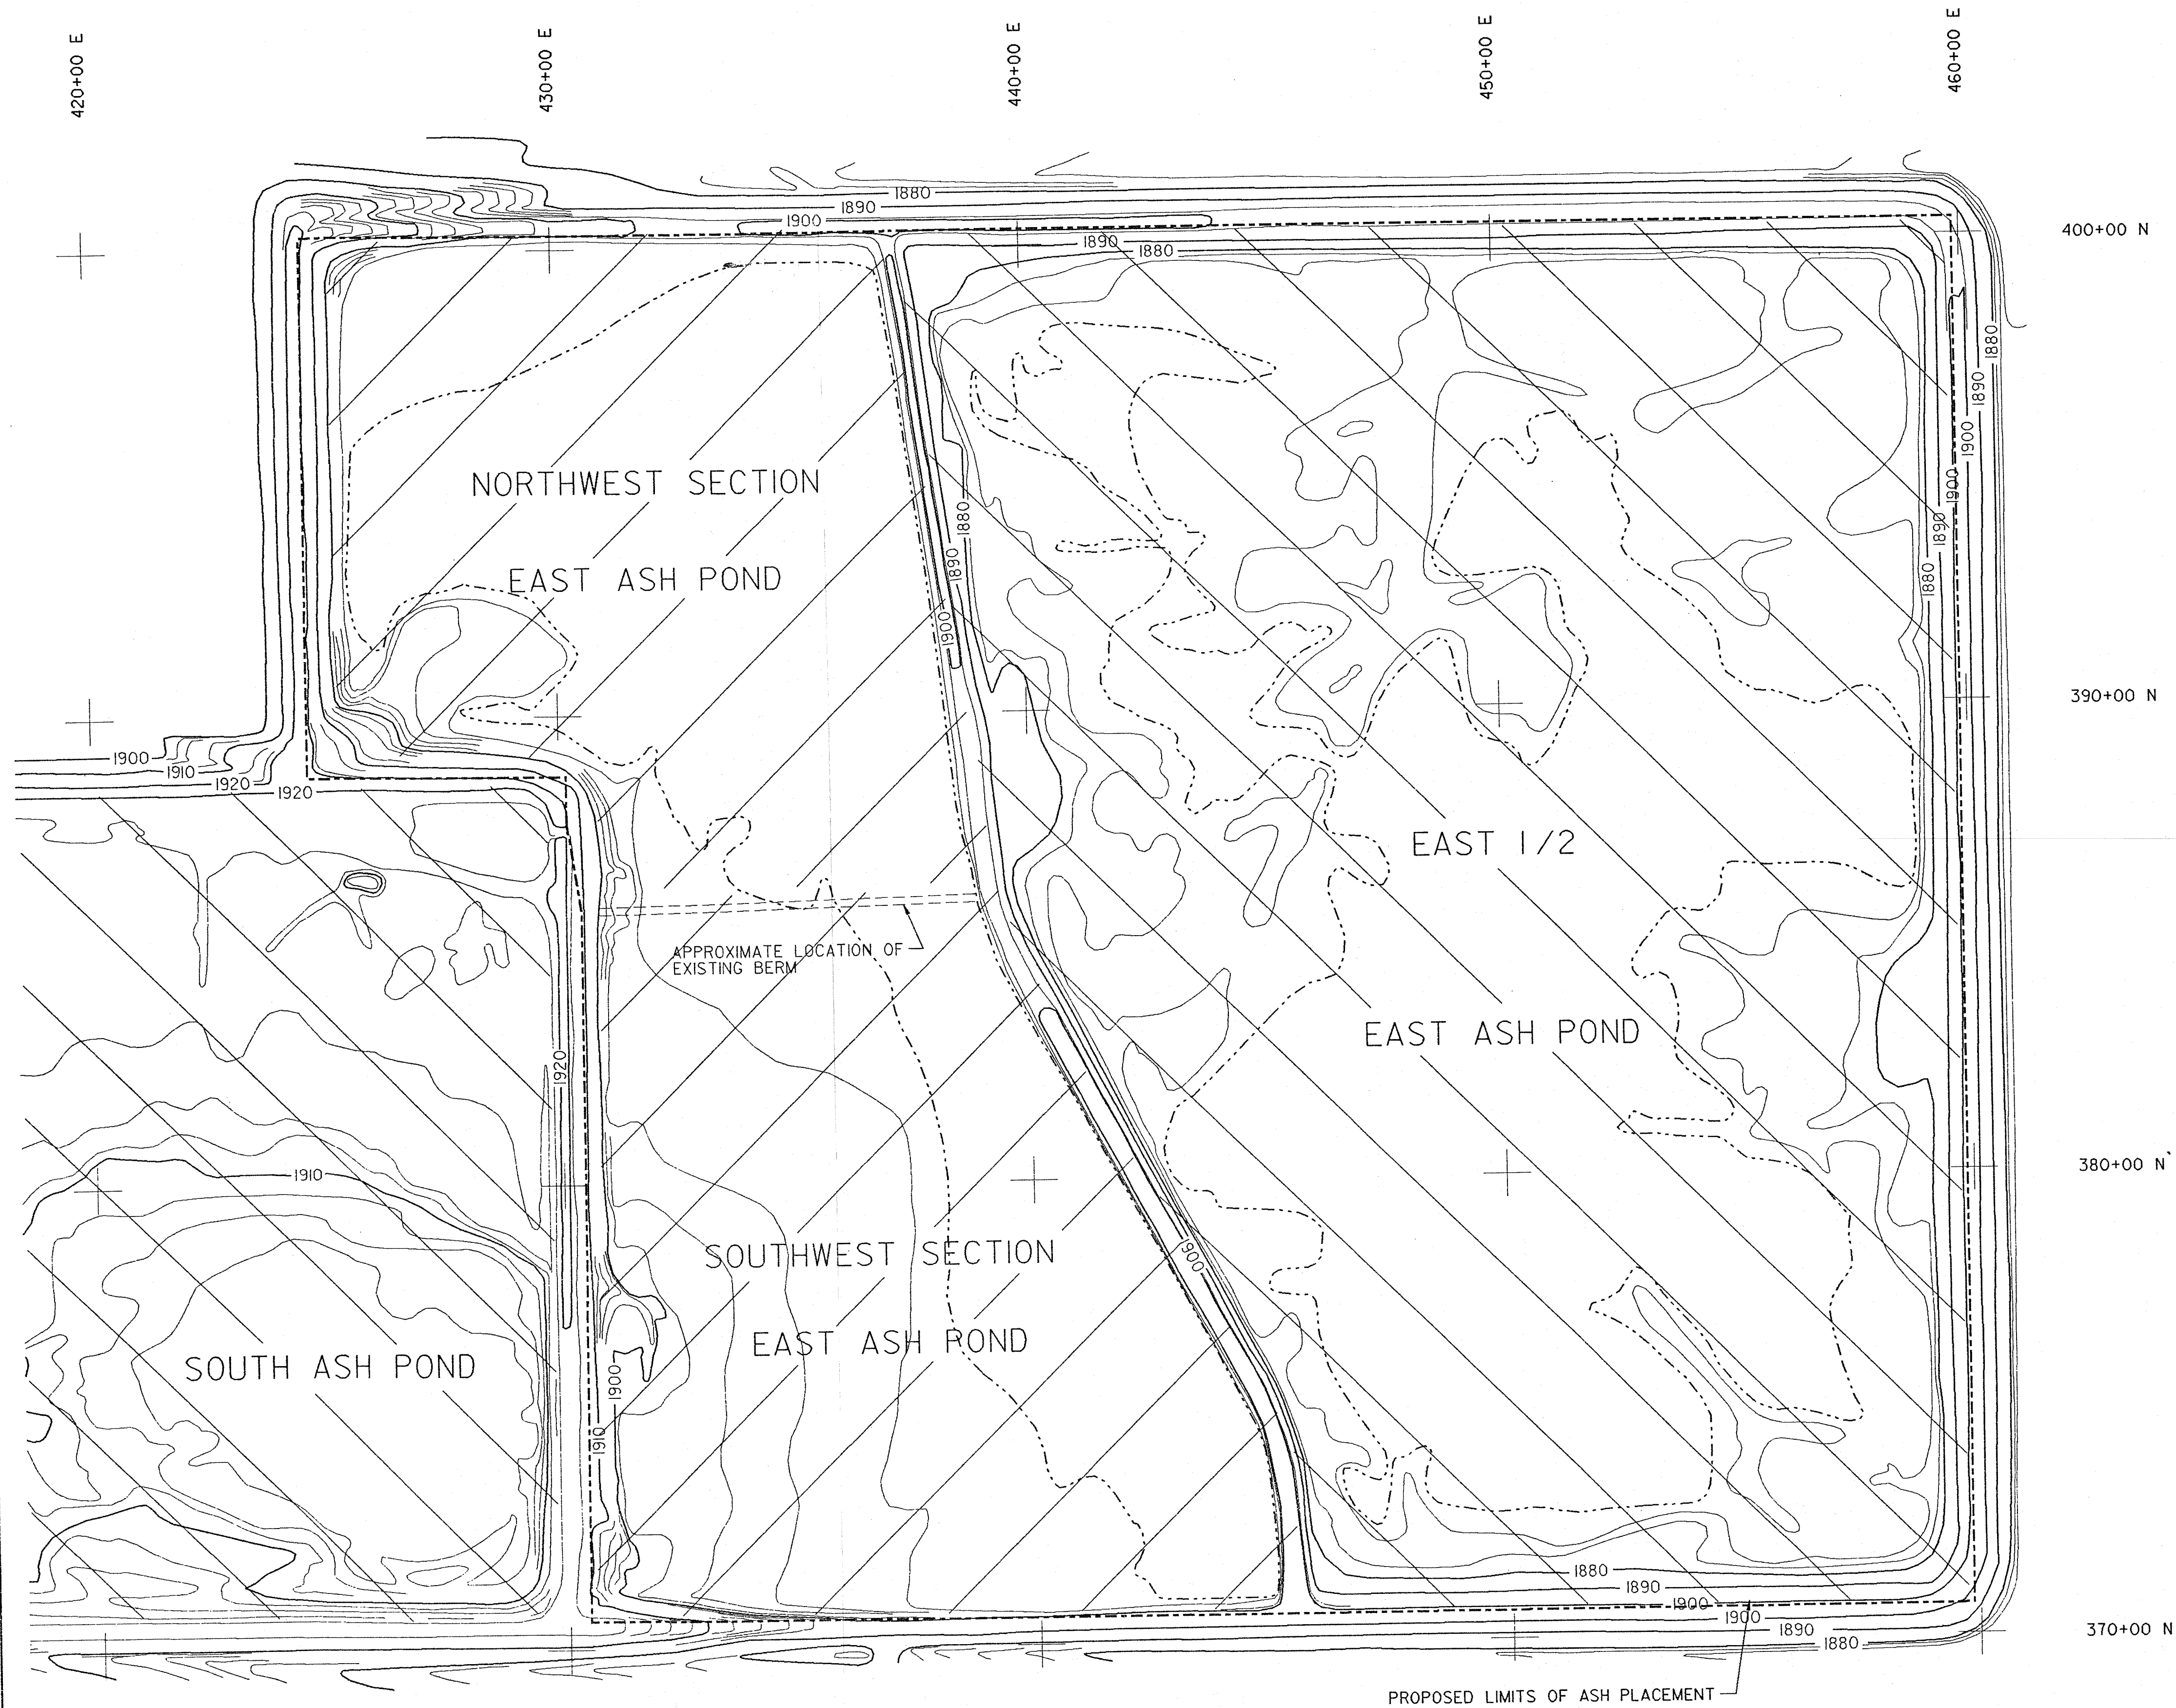 420+00 E
430+00 E
440+00 E
450+00 E
460+00 E
1880
1890
1900
400+00 N
1890
1880
1880
1890
1900
1900
1890
1880
NORTHWEST SECTION
EAST ASH POND
1880
1890
1900
390+00 N
1900
1910
1920
1920
EAST 1/2
EAST ASH POND
APPROXIMATE LOCATION OF
EXISTING BERM
1920
1910
380+00 N
SOUTHWEST SECTION
EAST ASH POND
1900
SOUTH ASH POND
1900
1910
1880
1890
1900
1900
1890
1880
370+00 N
PROPOSED LIMITS OF ASH PLACEMENT